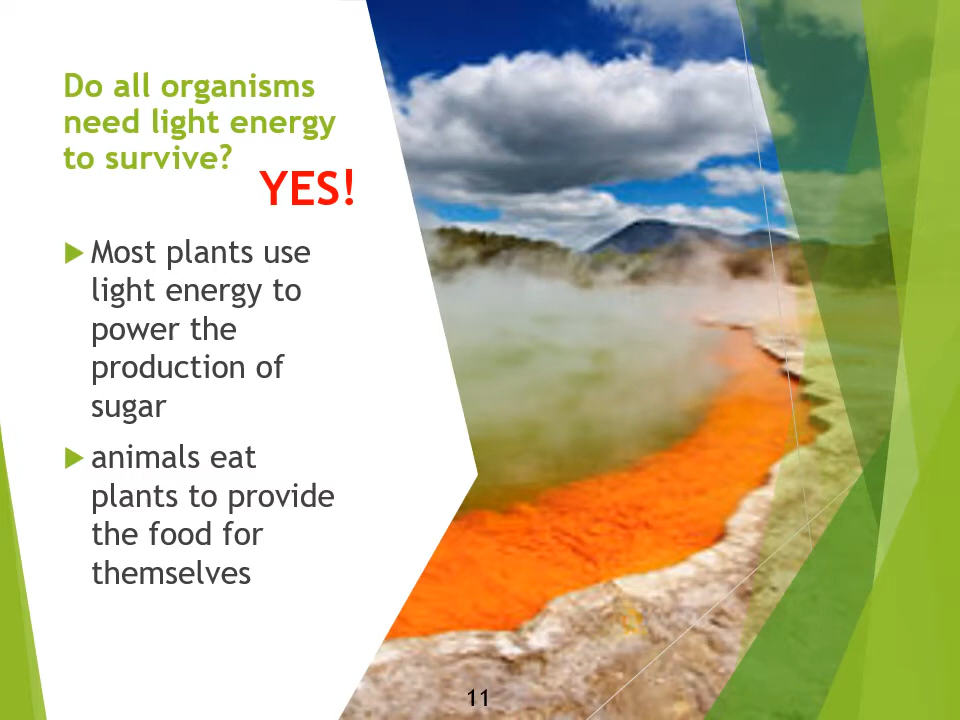 Do all organisms
need light energy
to survive?
YES!
Most plants use
light energy to
power the
production of
sugar
animals eat
plants to provide
the food for
themselves
11